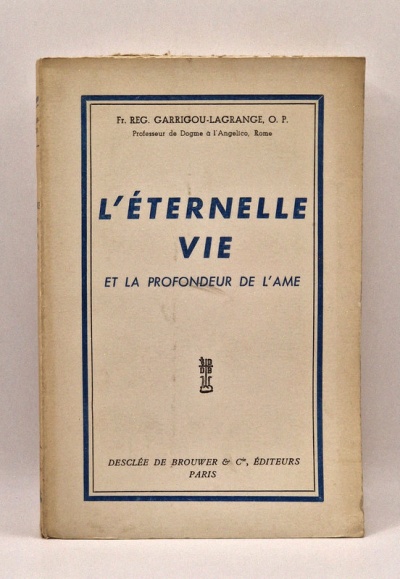 Fr. REG. GARRIGOU-LAGRANGE, O. P.
Professeur de Dogme à l'Angelico, Rome
L'ÉTERNELLE
VIE
ET LA PROFONDEUR DE L'AME
DESCLÉE DE BROUWER & Cie, ÉDITEURS
PARIS